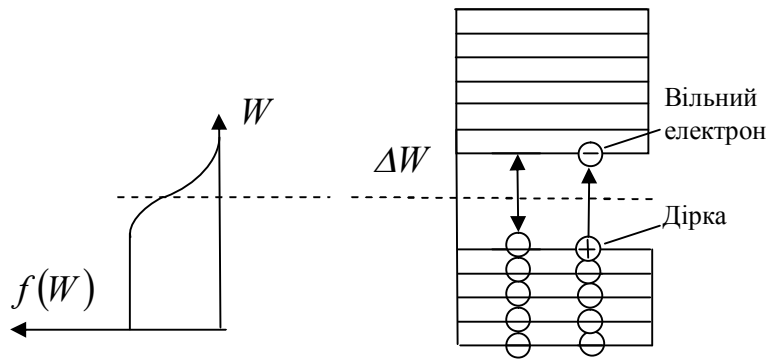 W
f(W)
ΔW
Вільний
електрон
−
Дірка
+